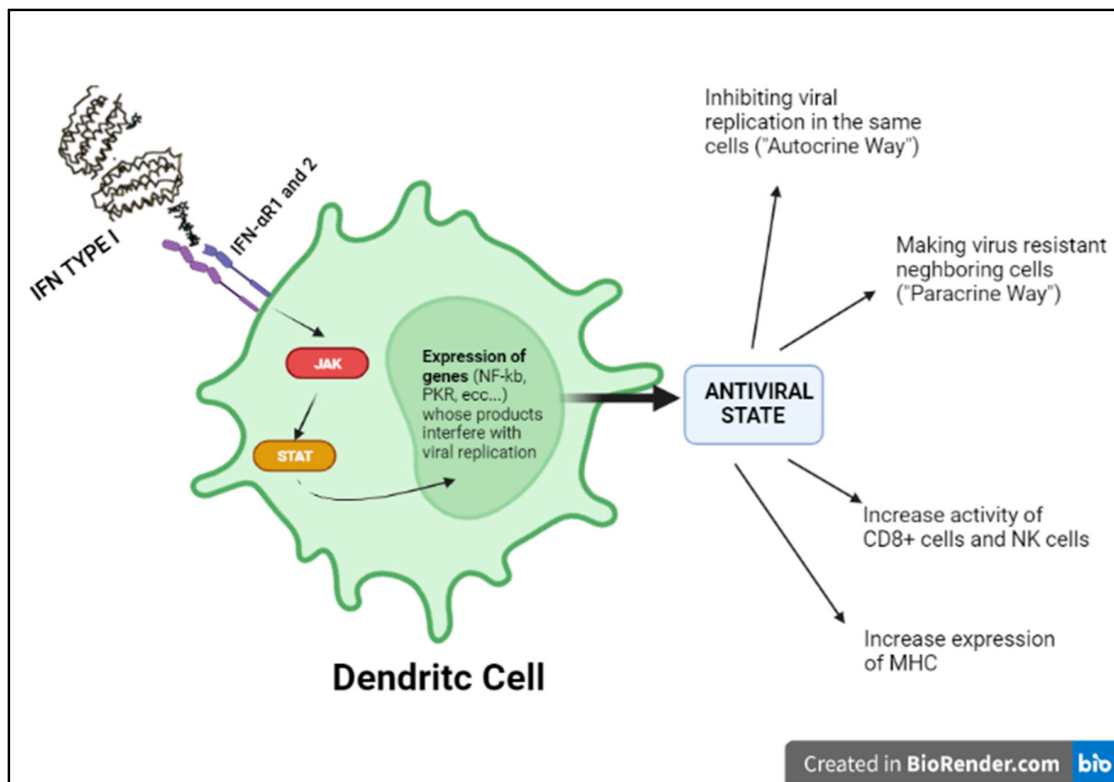 IFN TYPE I
IFN-αR1 and 2
JAK
STAT
Expression of
genes (NF-kb,
PKR, ecc...)
whose products
interfere with
viral replication
Dendritc Cell
ANTIVIRAL
STATE
Inhibiting viral
replication in the same
cells ("Autocrine Way")
Making virus resistant
neghboring cells
("Paracrine Way")
Increase activity of
CD8+ cells and NK cells
Increase expression
of MHC
Created in BioRender.com bio